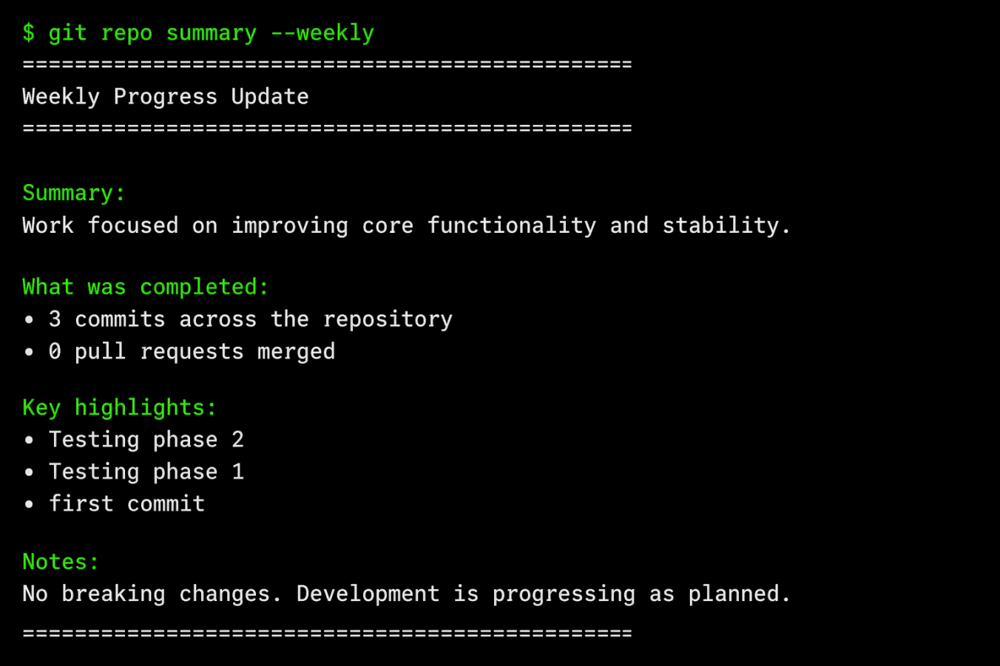 $ git repo summary --weekly
===============================================
Weekly Progress Update
===============================================
Summary:
Work focused on improving core functionality and stability.
What was completed:
• 3 commits across the repository
• 0 pull requests merged
Key highlights:
• Testing phase 2
• Testing phase 1
• first commit
Notes:
No breaking changes. Development is progressing as planned.
===============================================